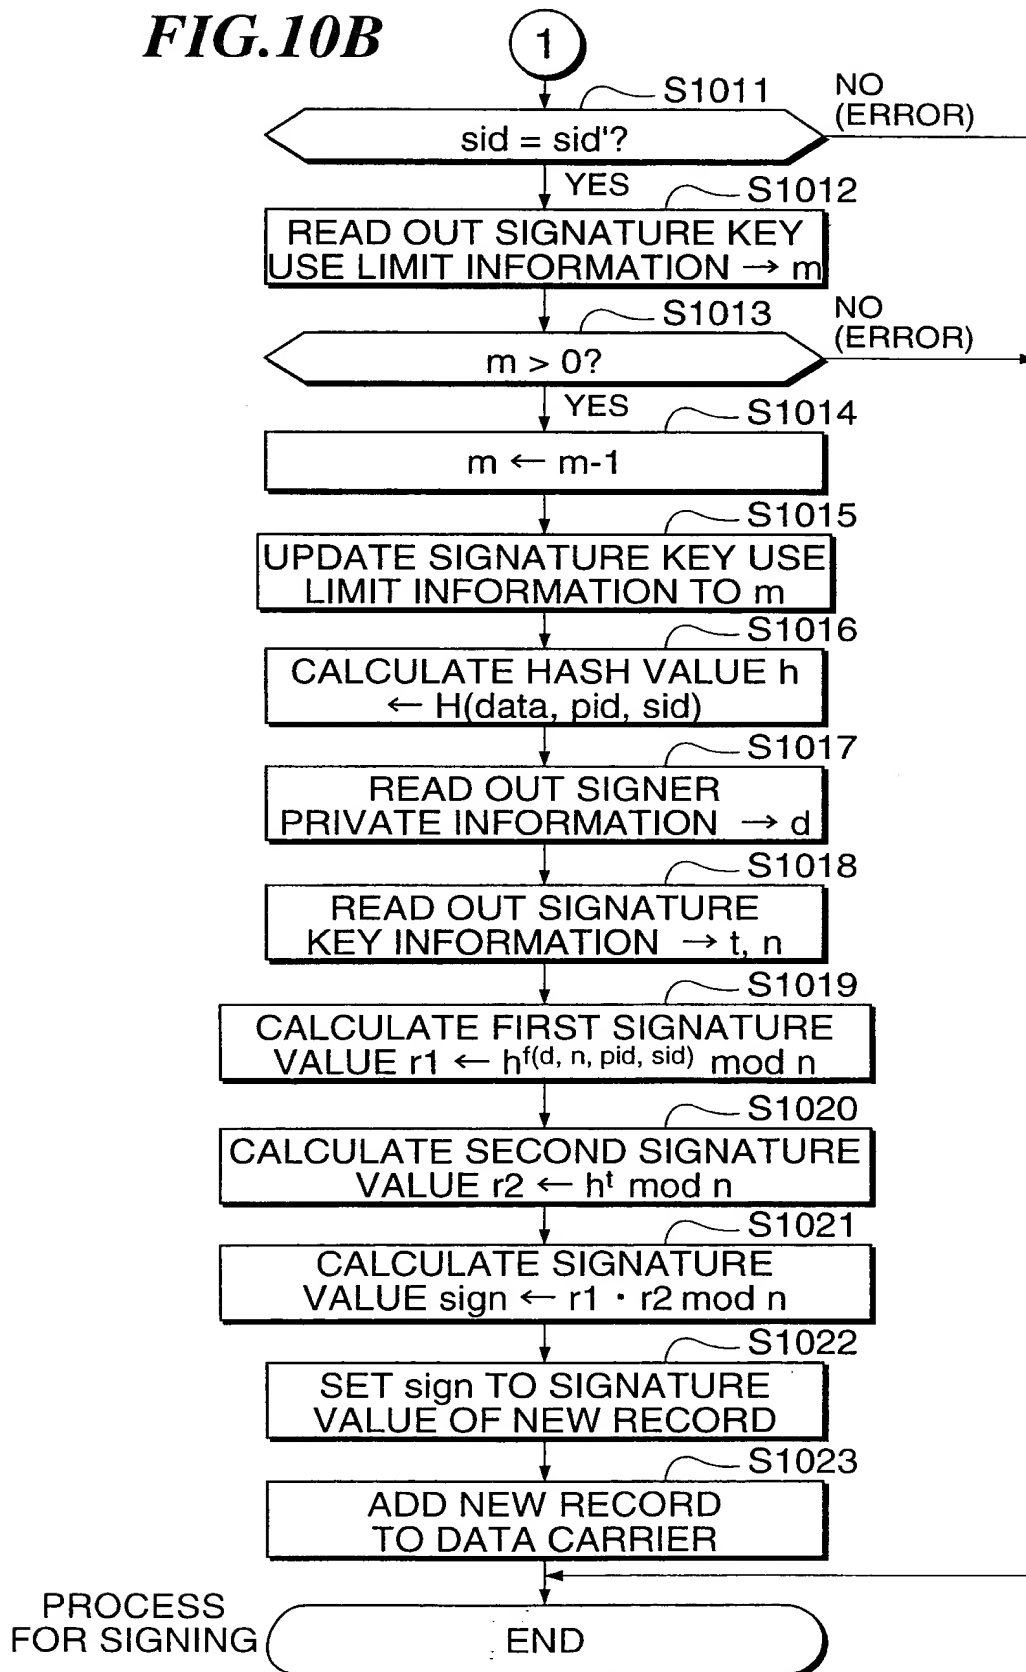 FIG.10B
1
S1011
NO
(ERROR)
sid = sid'?
YES
S1012
READ OUT SIGNATURE KEY
USE LIMIT INFORMATION → m
S1013
NO
(ERROR)
m > 0?
YES
S1014
m ← m-1
S1015
UPDATE SIGNATURE KEY USE
LIMIT INFORMATION TO m
S1016
CALCULATE HASH VALUE h
← H(data, pid, sid)
S1017
READ OUT SIGNER
PRIVATE INFORMATION → d
S1018
READ OUT SIGNATURE
KEY INFORMATION → t, n
S1019
CALCULATE FIRST SIGNATURE
VALUE r1 ← h^f(d, n, pid, sid) mod n
S1020
CALCULATE SECOND SIGNATURE
VALUE r2 ← h^t mod n
S1021
CALCULATE SIGNATURE
VALUE sign ← r1 · r2 mod n
S1022
SET sign TO SIGNATURE
VALUE OF NEW RECORD
S1023
ADD NEW RECORD
TO DATA CARRIER
PROCESS
FOR SIGNING
END